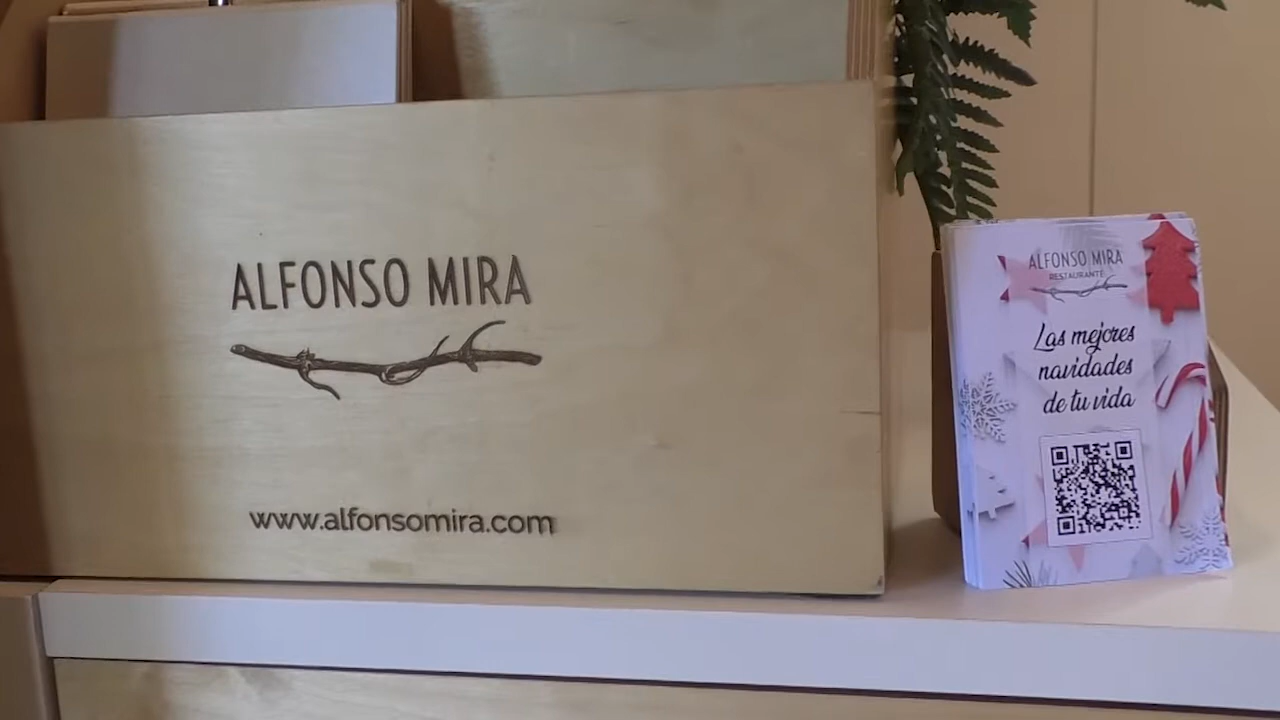 ALFONSO MIRA
www.alfonsomira.com
ALFONSO MIRA
RESTAURANTE
Las mejores
navidades
de tu vida